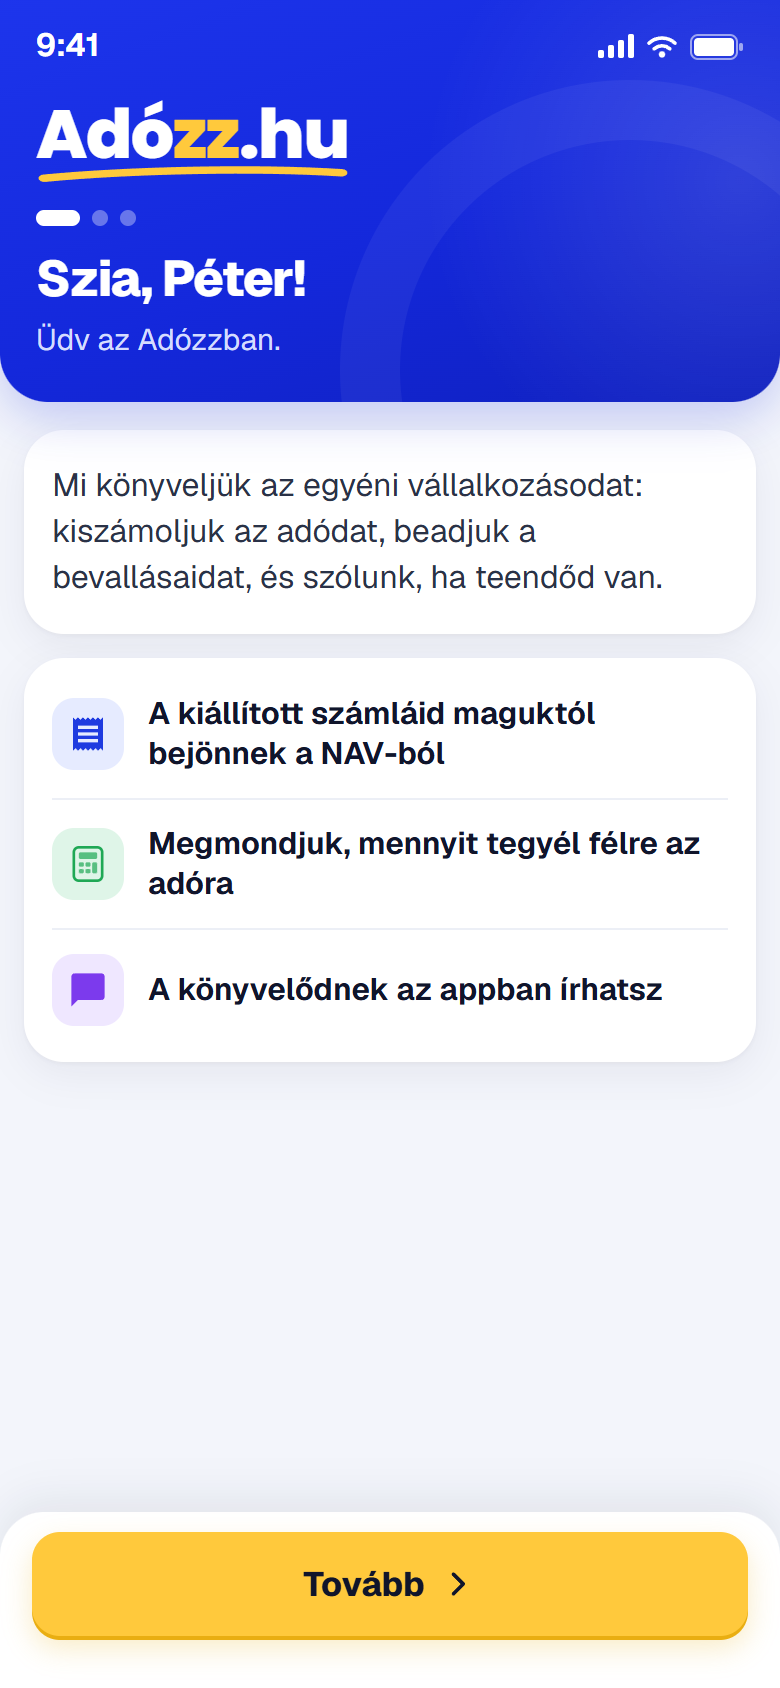 9:41
Adózz.hu
Szia, Péter!
Üdv az Adózzban.
Mi könyveljük az egyéni vállalkozásodat:
kiszámoljuk az adódat, beadjuk a
bevallásaidat, és szólunk, ha teendőd van.
A kiállított számláid maguktól
bejönnek a NAV-ból
Megmondjuk, mennyit tegyél félre az
adóra
A könyvelődnek az appban írhatsz
Tovább